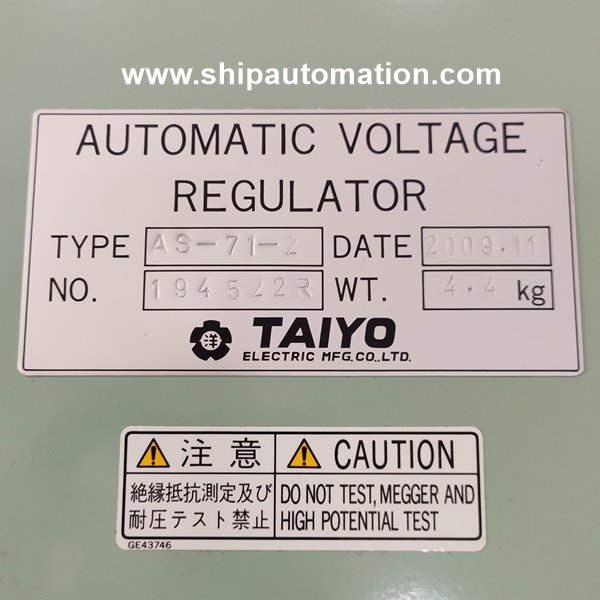 www.shipautomation.com
AUTOMATIC VOLTAGE
REGULATOR
TYPE AS-71-2 DATE 2009.11
NO. 194522R WT. 4.4 kg
洋 TAIYO
ELECTRIC MFG.CO.,LTD.
注意 CAUTION
絶縁抵抗測定及び DO NOT TEST, MEGGER AND
耐圧テスト禁止 HIGH POTENTIAL TEST
GE43746